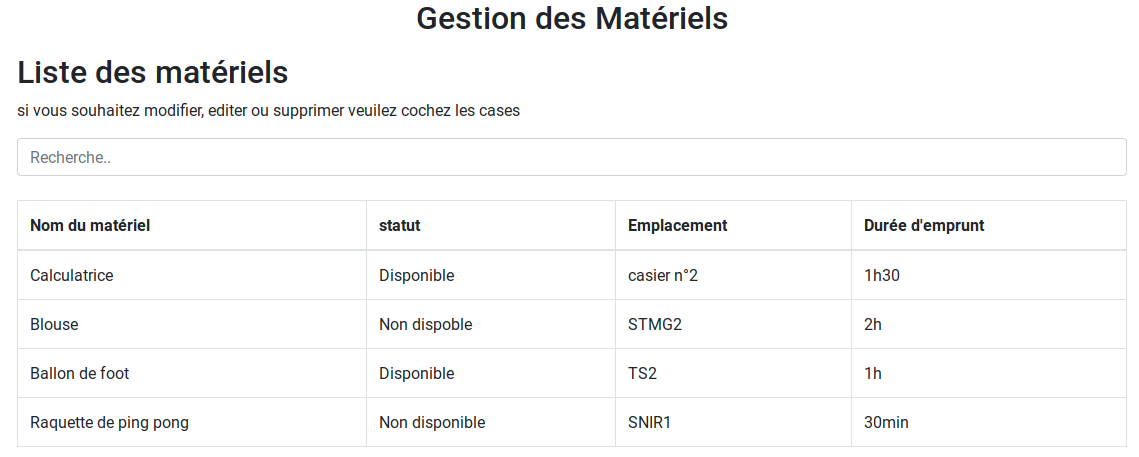 Gestion des Matériels
Liste des matériels
si vous souhaitez modifier, editer ou supprimer veuilez cochez les cases
Recherche..
Nom du matériel statut Emplacement Durée d'emprunt
Calculatrice Disponible casier n°2 1h30
Blouse Non dispoble STMG2 2h
Ballon de foot Disponible TS2 1h
Raquette de ping pong Non disponible SNIR1 30min